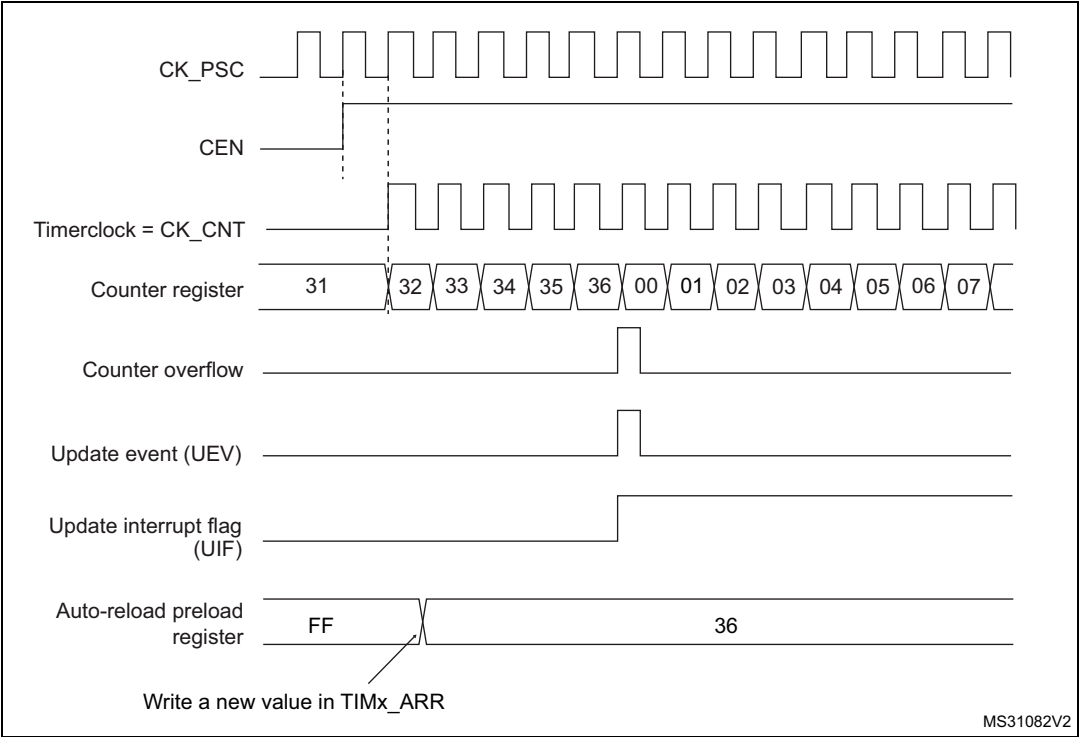 CK_PSC
CEN
Timerclock = CK_CNT
Counter register
31 32 33 34 35 36 00 01 02 03 04 05 06 07
Counter overflow
Update event (UEV)
Update interrupt flag
(UIF)
Auto-reload preload
register
FF 36
Write a new value in TIMx_ARR
MS31082V2